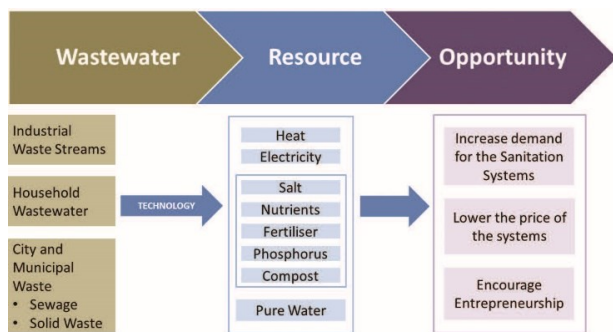 Wastewater
Resource
Opportunity
Industrial
Waste Streams
Household
Wastewater
City and
Municipal
Waste
• Sewage
• Solid Waste
TECHNOLOGY
Heat
Electricity
Salt
Nutrients
Fertiliser
Phosphorus
Compost
Pure Water
Increase demand
for the Sanitation
Systems
Lower the price of
the systems
Encourage
Entrepreneurship